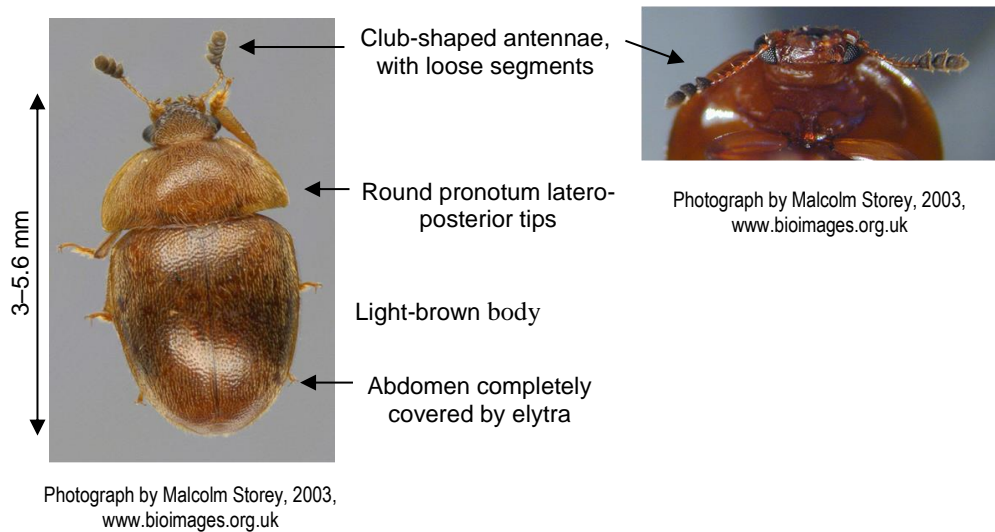 Club-shaped antennae,
with loose segments
Round pronotum latero-
posterior tips
Photograph by Malcolm Storey, 2003,
www.bioimages.org.uk
3–5.6 mm
Light-brown body
Abdomen completely
covered by elytra
Photograph by Malcolm Storey, 2003,
www.bioimages.org.uk